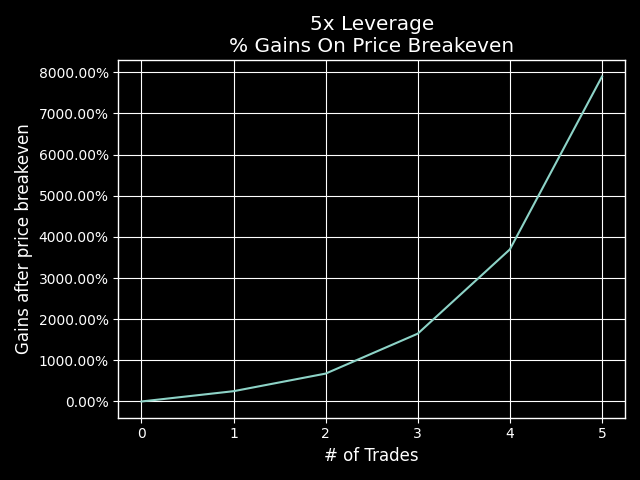 5x Leverage
% Gains On Price Breakeven
Gains after price breakeven
8000.00%
7000.00%
6000.00%
5000.00%
4000.00%
3000.00%
2000.00%
1000.00%
0.00%
0 1 2 3 4 5
# of Trades